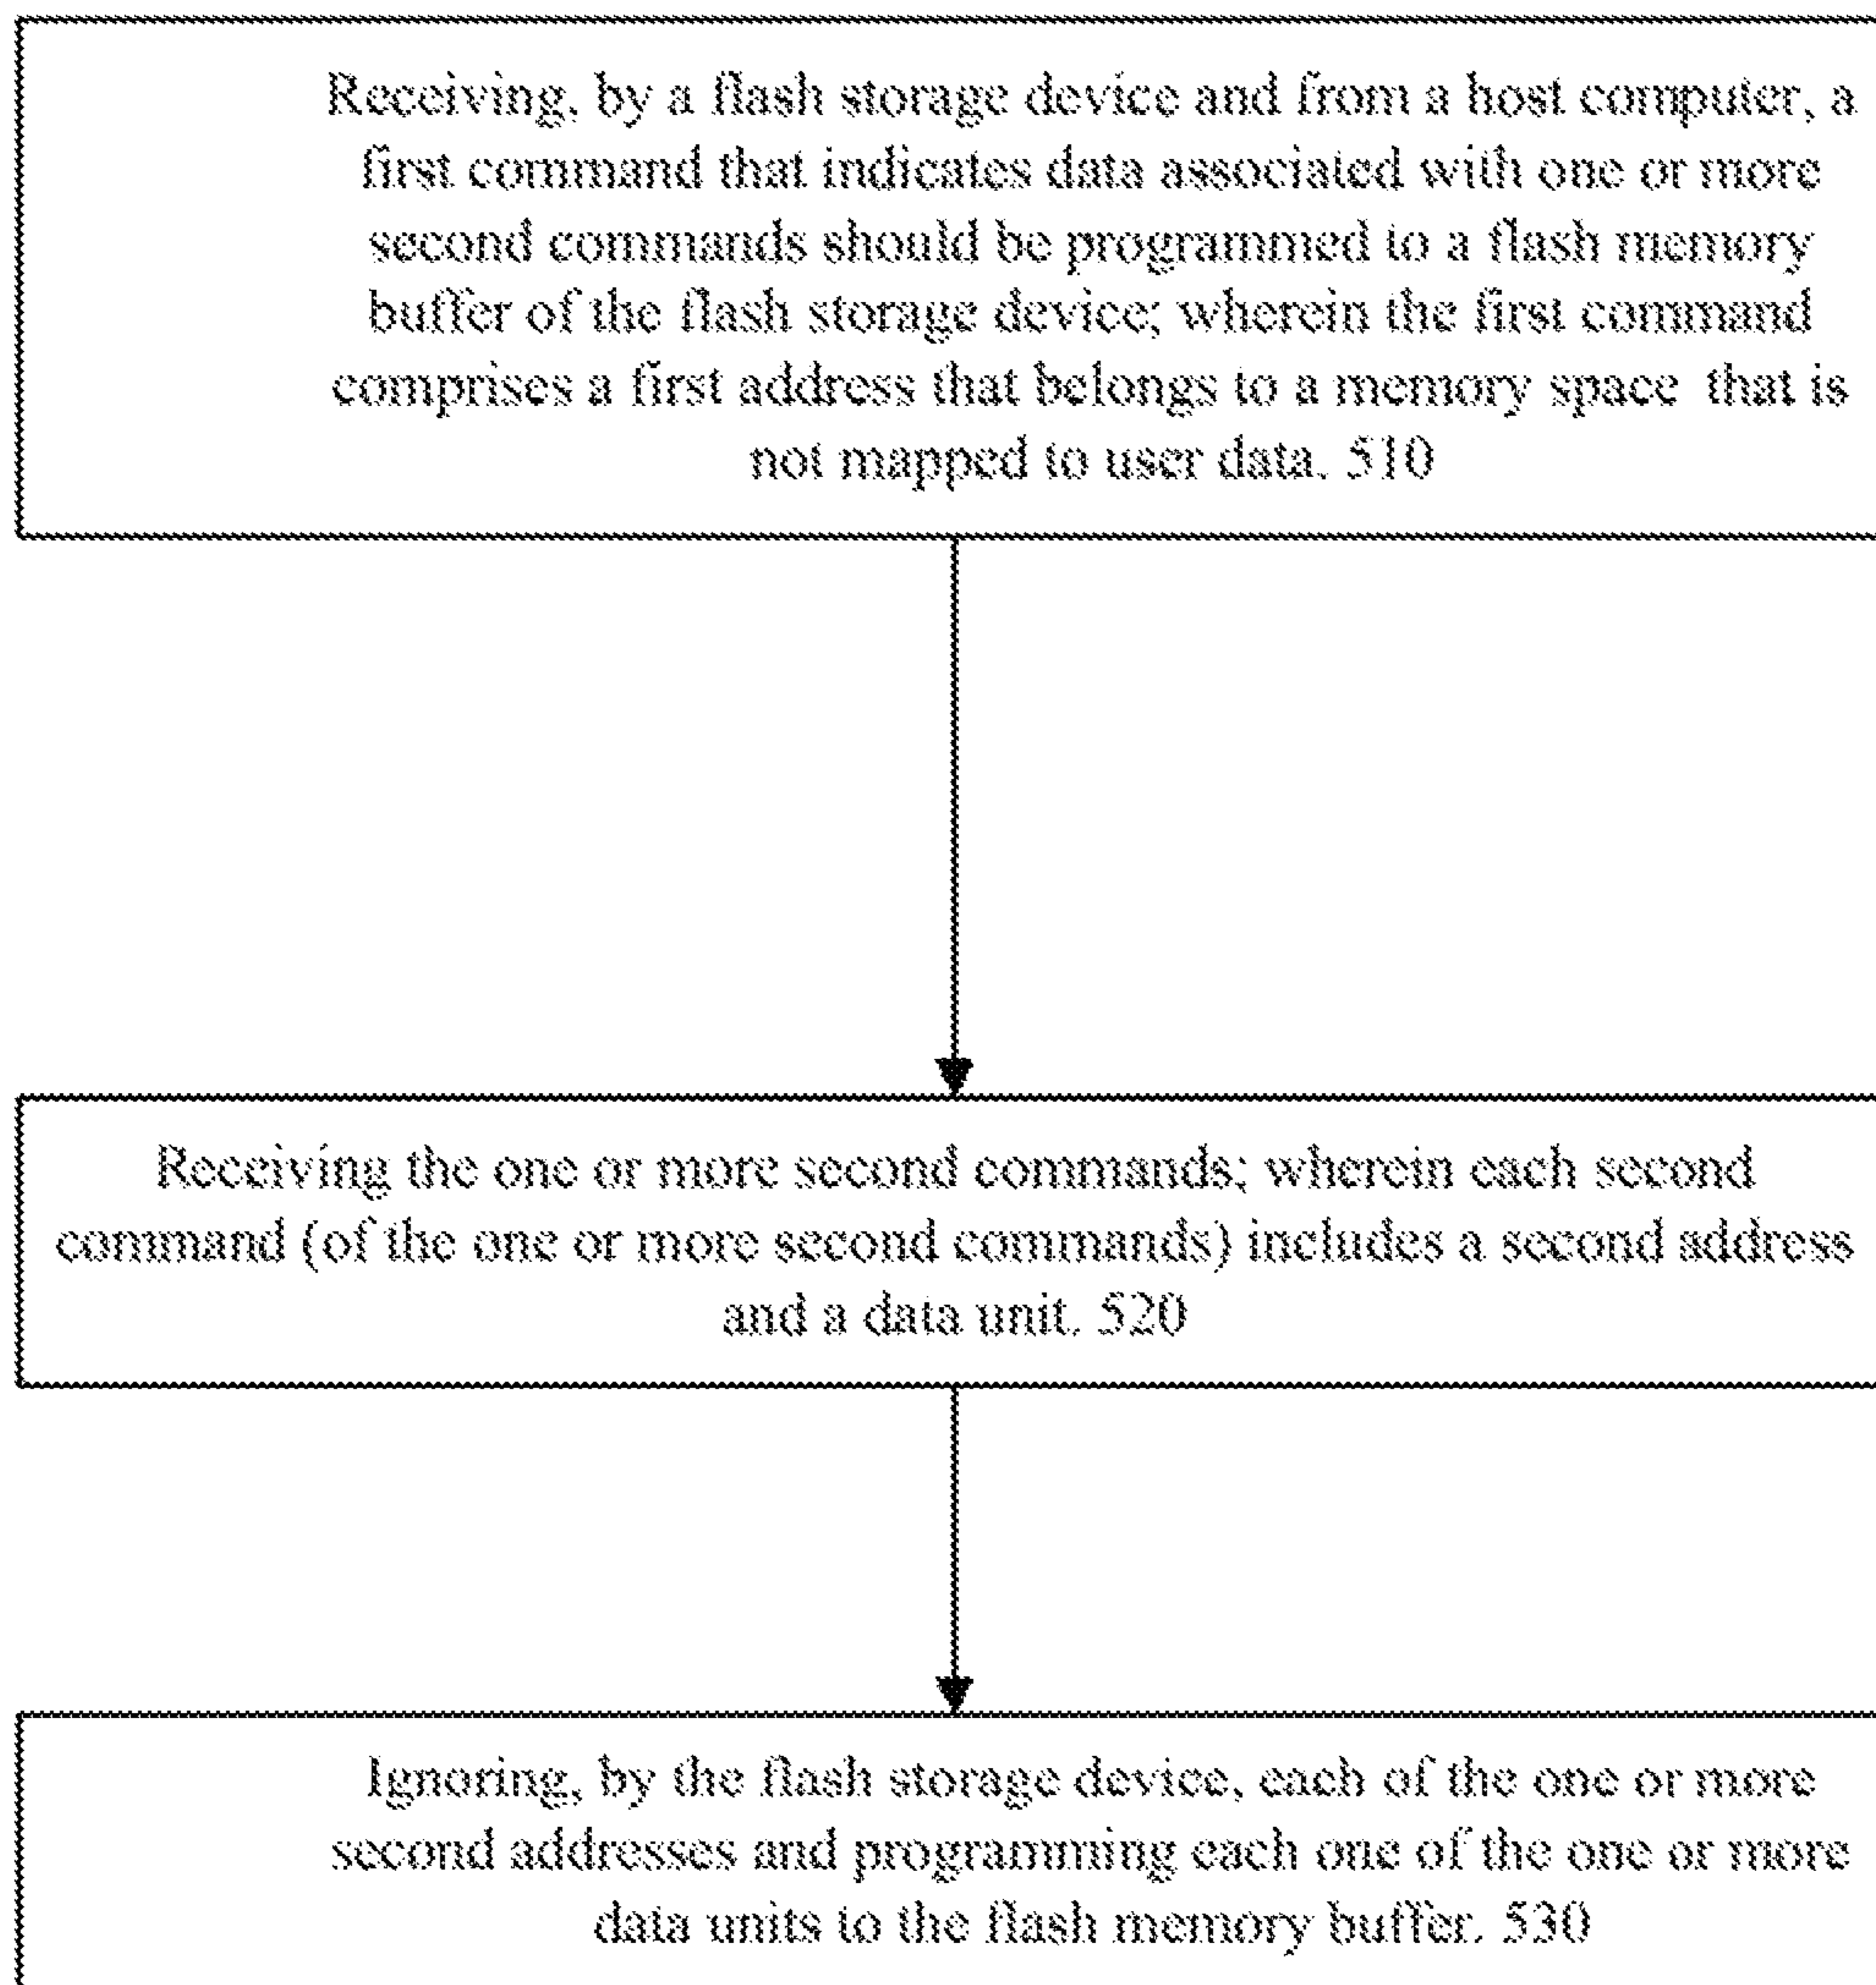 Receiving, by a flash storage device and from a host computer, a
first command that indicates data associated with one or more
second commands should be programmed to a flash memory
buffer of the flash storage device; wherein the first command
comprises a first address that belongs to a memory space that is
not mapped to user data. 510
Receiving the one or more second commands; wherein each second
command (of the one or more second commands) includes a second address
and a data unit. 520
Ignoring, by the flash storage device, each of the one or more
second addresses and programming each one of the one or more
data units to the flash memory buffer. 530